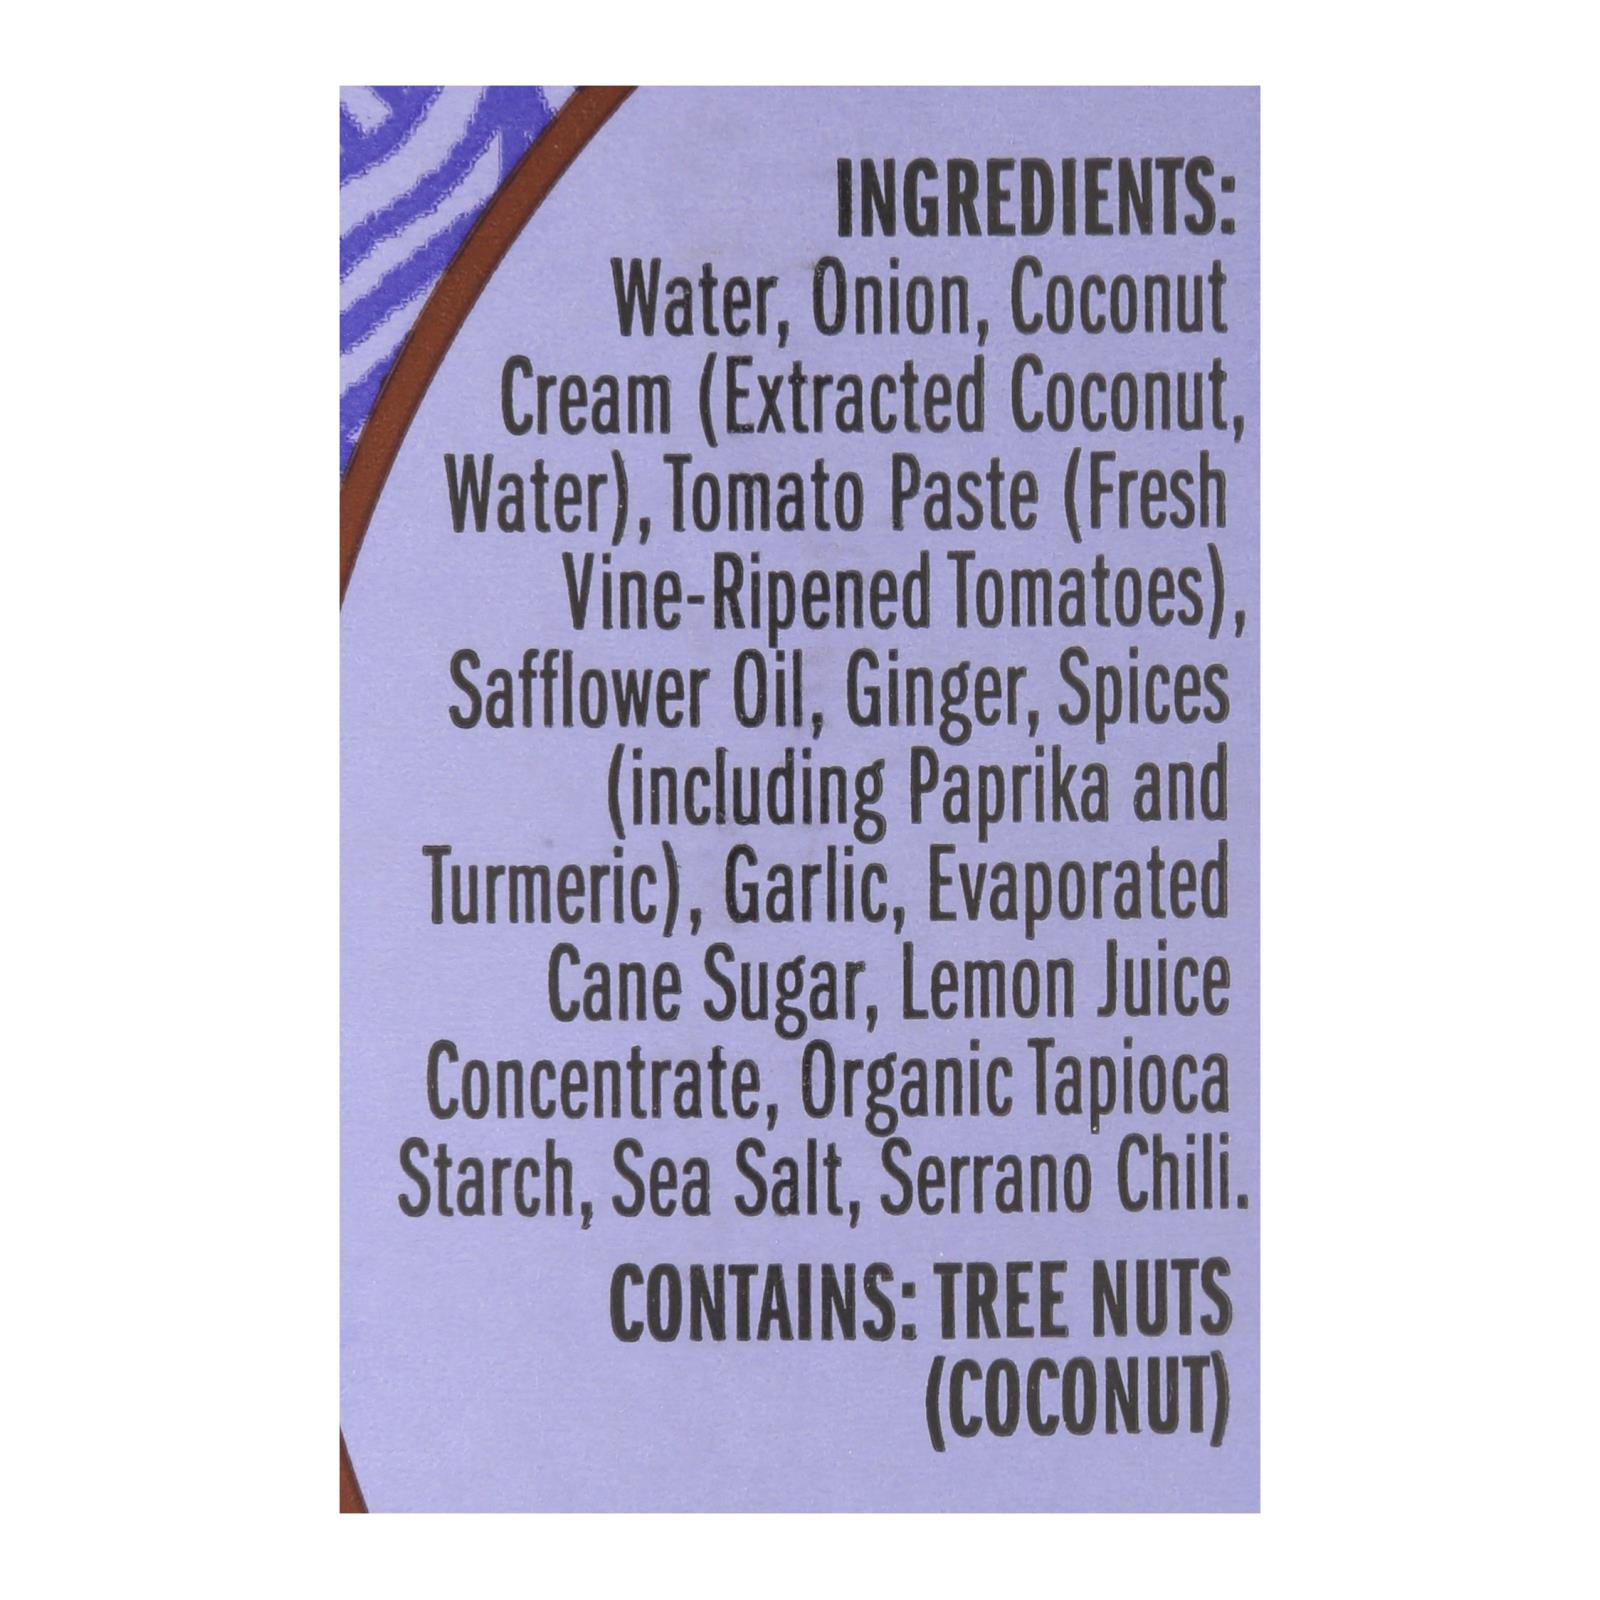 INGREDIENTS:
Water, Onion, Coconut
Cream (Extracted Coconut,
Water), Tomato Paste (Fresh
Vine-Ripened Tomatoes),
Safflower Oil, Ginger, Spices
(including Paprika and
Turmeric), Garlic, Evaporated
Cane Sugar, Lemon Juice
Concentrate, Organic Tapioca
Starch, Sea Salt, Serrano Chili.
CONTAINS: TREE NUTS
(COCONUT)